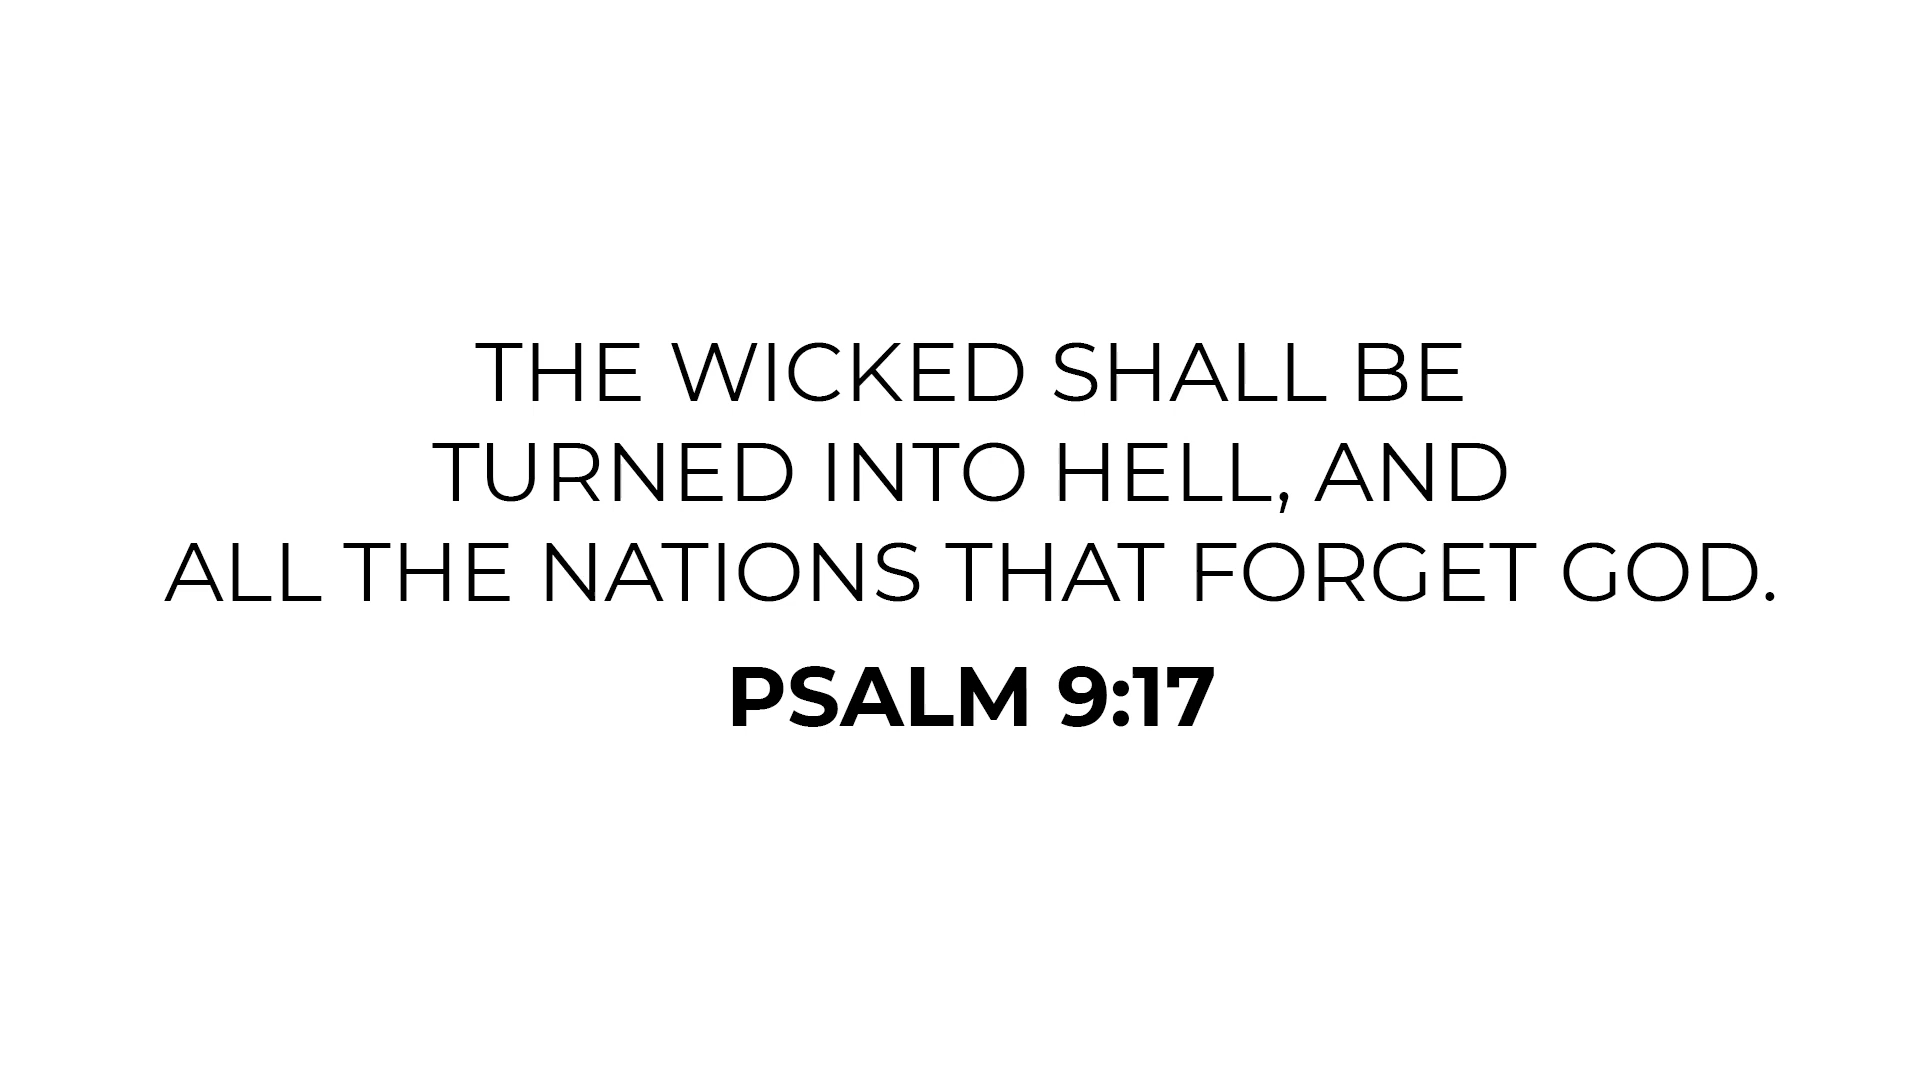 THE WICKED SHALL BE
TURNED INTO HELL, AND
ALL THE NATIONS THAT FORGET GOD.
PSALM 9:17